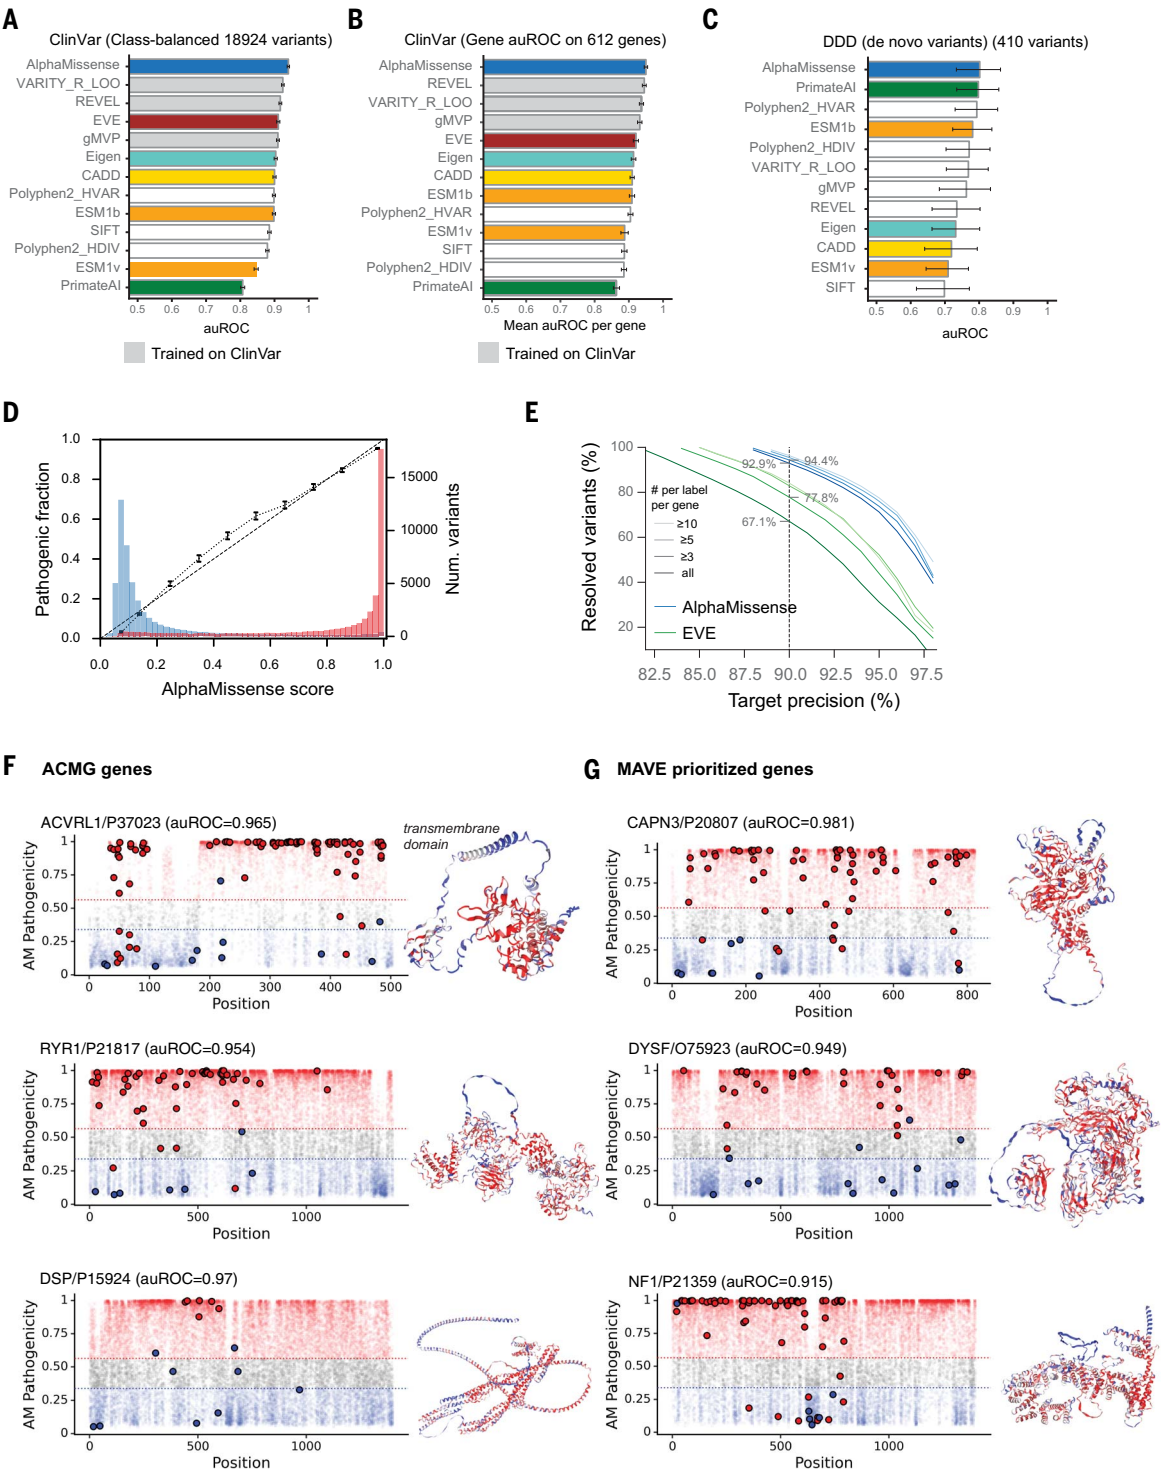 A
ClinVar (Class-balanced 18924 variants)
AlphaMissense
VARITY_R_LOO
REVEL
EVE
gMVP
Eigen
CADD
Polyphen2_HVAR
ESM1b
SIFT
Polyphen2_HDIV
ESM1v
PrimateAI
0.5 0.6 0.7 0.8 0.9 1
auROC
Trained on ClinVar
B
ClinVar (Gene auROC on 612 genes)
AlphaMissense
REVEL
VARITY_R_LOO
gMVP
EVE
Eigen
CADD
ESM1b
Polyphen2_HVAR
ESM1v
SIFT
Polyphen2_HDIV
PrimateAI
0.5 0.6 0.7 0.8 0.9 1
Mean auROC per gene
Trained on ClinVar
C
DDD (de novo variants) (410 variants)
AlphaMissense
PrimateAI
Polyphen2_HVAR
ESM1b
Polyphen2_HDIV
VARITY_R_LOO
gMVP
REVEL
Eigen
CADD
ESM1v
SIFT
0.5 0.6 0.7 0.8 0.9 1
auROC
D
Pathogenic fraction
1.0
0.8
0.6
0.4
0.2
0.0
15000
10000
5000
0
Num. variants
0.0 0.2 0.4 0.6 0.8 1.0
AlphaMissense score
E
Resolved variants (%)
100
80
60
40
20
92.9%
94.4%
77.8%
67.1%
# per label
per gene
≥10
≥5
≥3
all
AlphaMissense
EVE
82.5 85.0 87.5 90.0 92.5 95.0 97.5
Target precision (%)
F ACMG genes
ACVRL1/P37023 (auROC=0.965)
AM Pathogenicity
1
0.75
0.50
0.25
0
0 100 200 300 400 500
Position
transmembrane
domain
RYR1/P21817 (auROC=0.954)
AM Pathogenicity
1
0.75
0.50
0.25
0
0 500 1000
Position
DSP/P15924 (auROC=0.97)
AM Pathogenicity
1
0.75
0.50
0.25
0
0 500 1000
Position
G MAVE prioritized genes
CAPN3/P20807 (auROC=0.981)
AM Pathogenicity
1
0.75
0.50
0.25
0
0 200 400 600 800
Position
DYSF/O75923 (auROC=0.949)
AM Pathogenicity
1
0.75
0.50
0.25
0
0 500 1000
Position
NF1/P21359 (auROC=0.915)
AM Pathogenicity
1
0.75
0.50
0.25
0
0 500 1000
Position